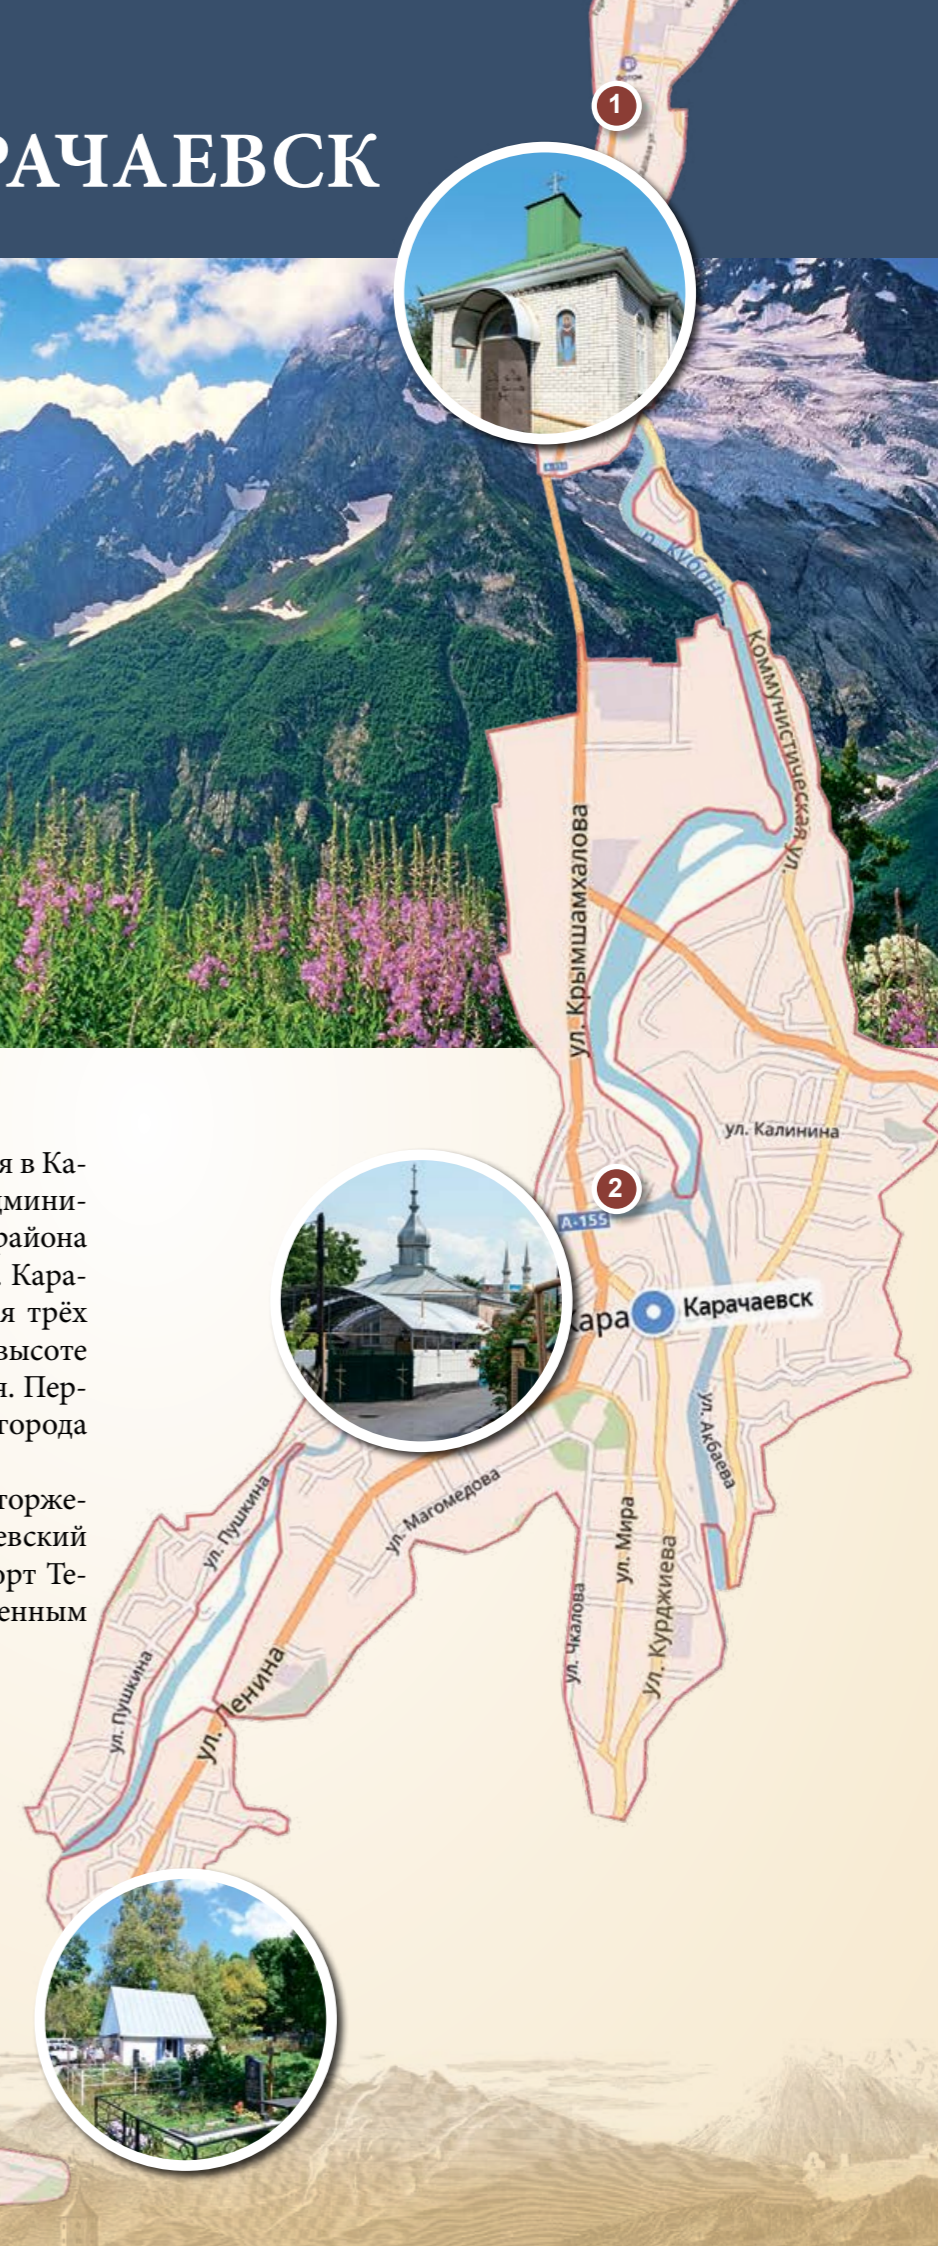 1
РАЧАЕВСК
А-155
р. Кубань
Коммунистическая ул.
ул. Крымшамхалова
ул. Калинина
я в Ка-
дмини-
района
Кара-
я трёх
высоте
я. Пер-
города
торже-
евский
орт Те-
енным
2
А-155
Кара
Карачаевск
ул. Акбаева
ул. Пушкина
ул. Магомедова
ул. Мира
ул. Курджиева
ул. Чкалова
ул. Пушкина
ул. Ленина